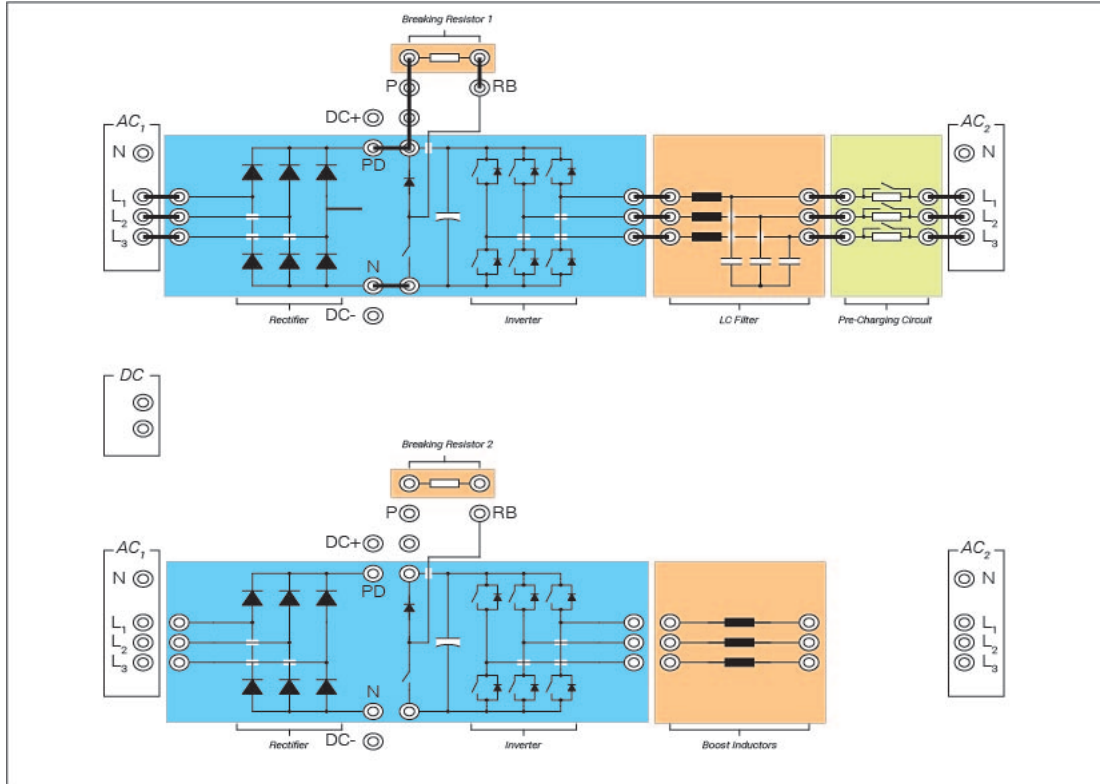 Breaking Resistor 1
P
RB
DC+
AC1
AC2
N
N
PD
L1
L1
L2
L2
L3
L3
N
DC-
Rectifier
Inverter
LC Filter
Pre-Charging Circuit
DC
Breaking Resistor 2
P
RB
DC+
AC1
AC2
N
N
PD
L1
L1
L2
L2
L3
L3
N
DC-
Rectifier
Inverter
Boost Inductors